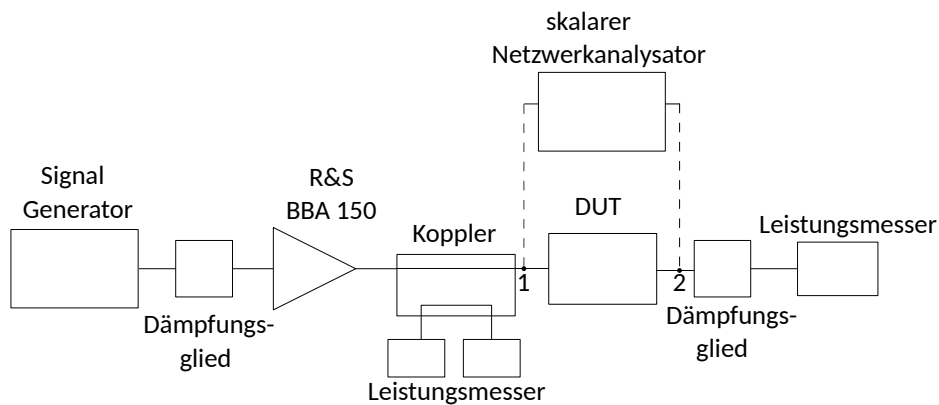 skalarer
Netzwerkanalysator
Signal
Generator
R&S
BBA 150
Koppler
DUT
Leistungsmesser
1
2
Dämpfungs-
glied
Dämpfungs-
glied
Leistungsmesser